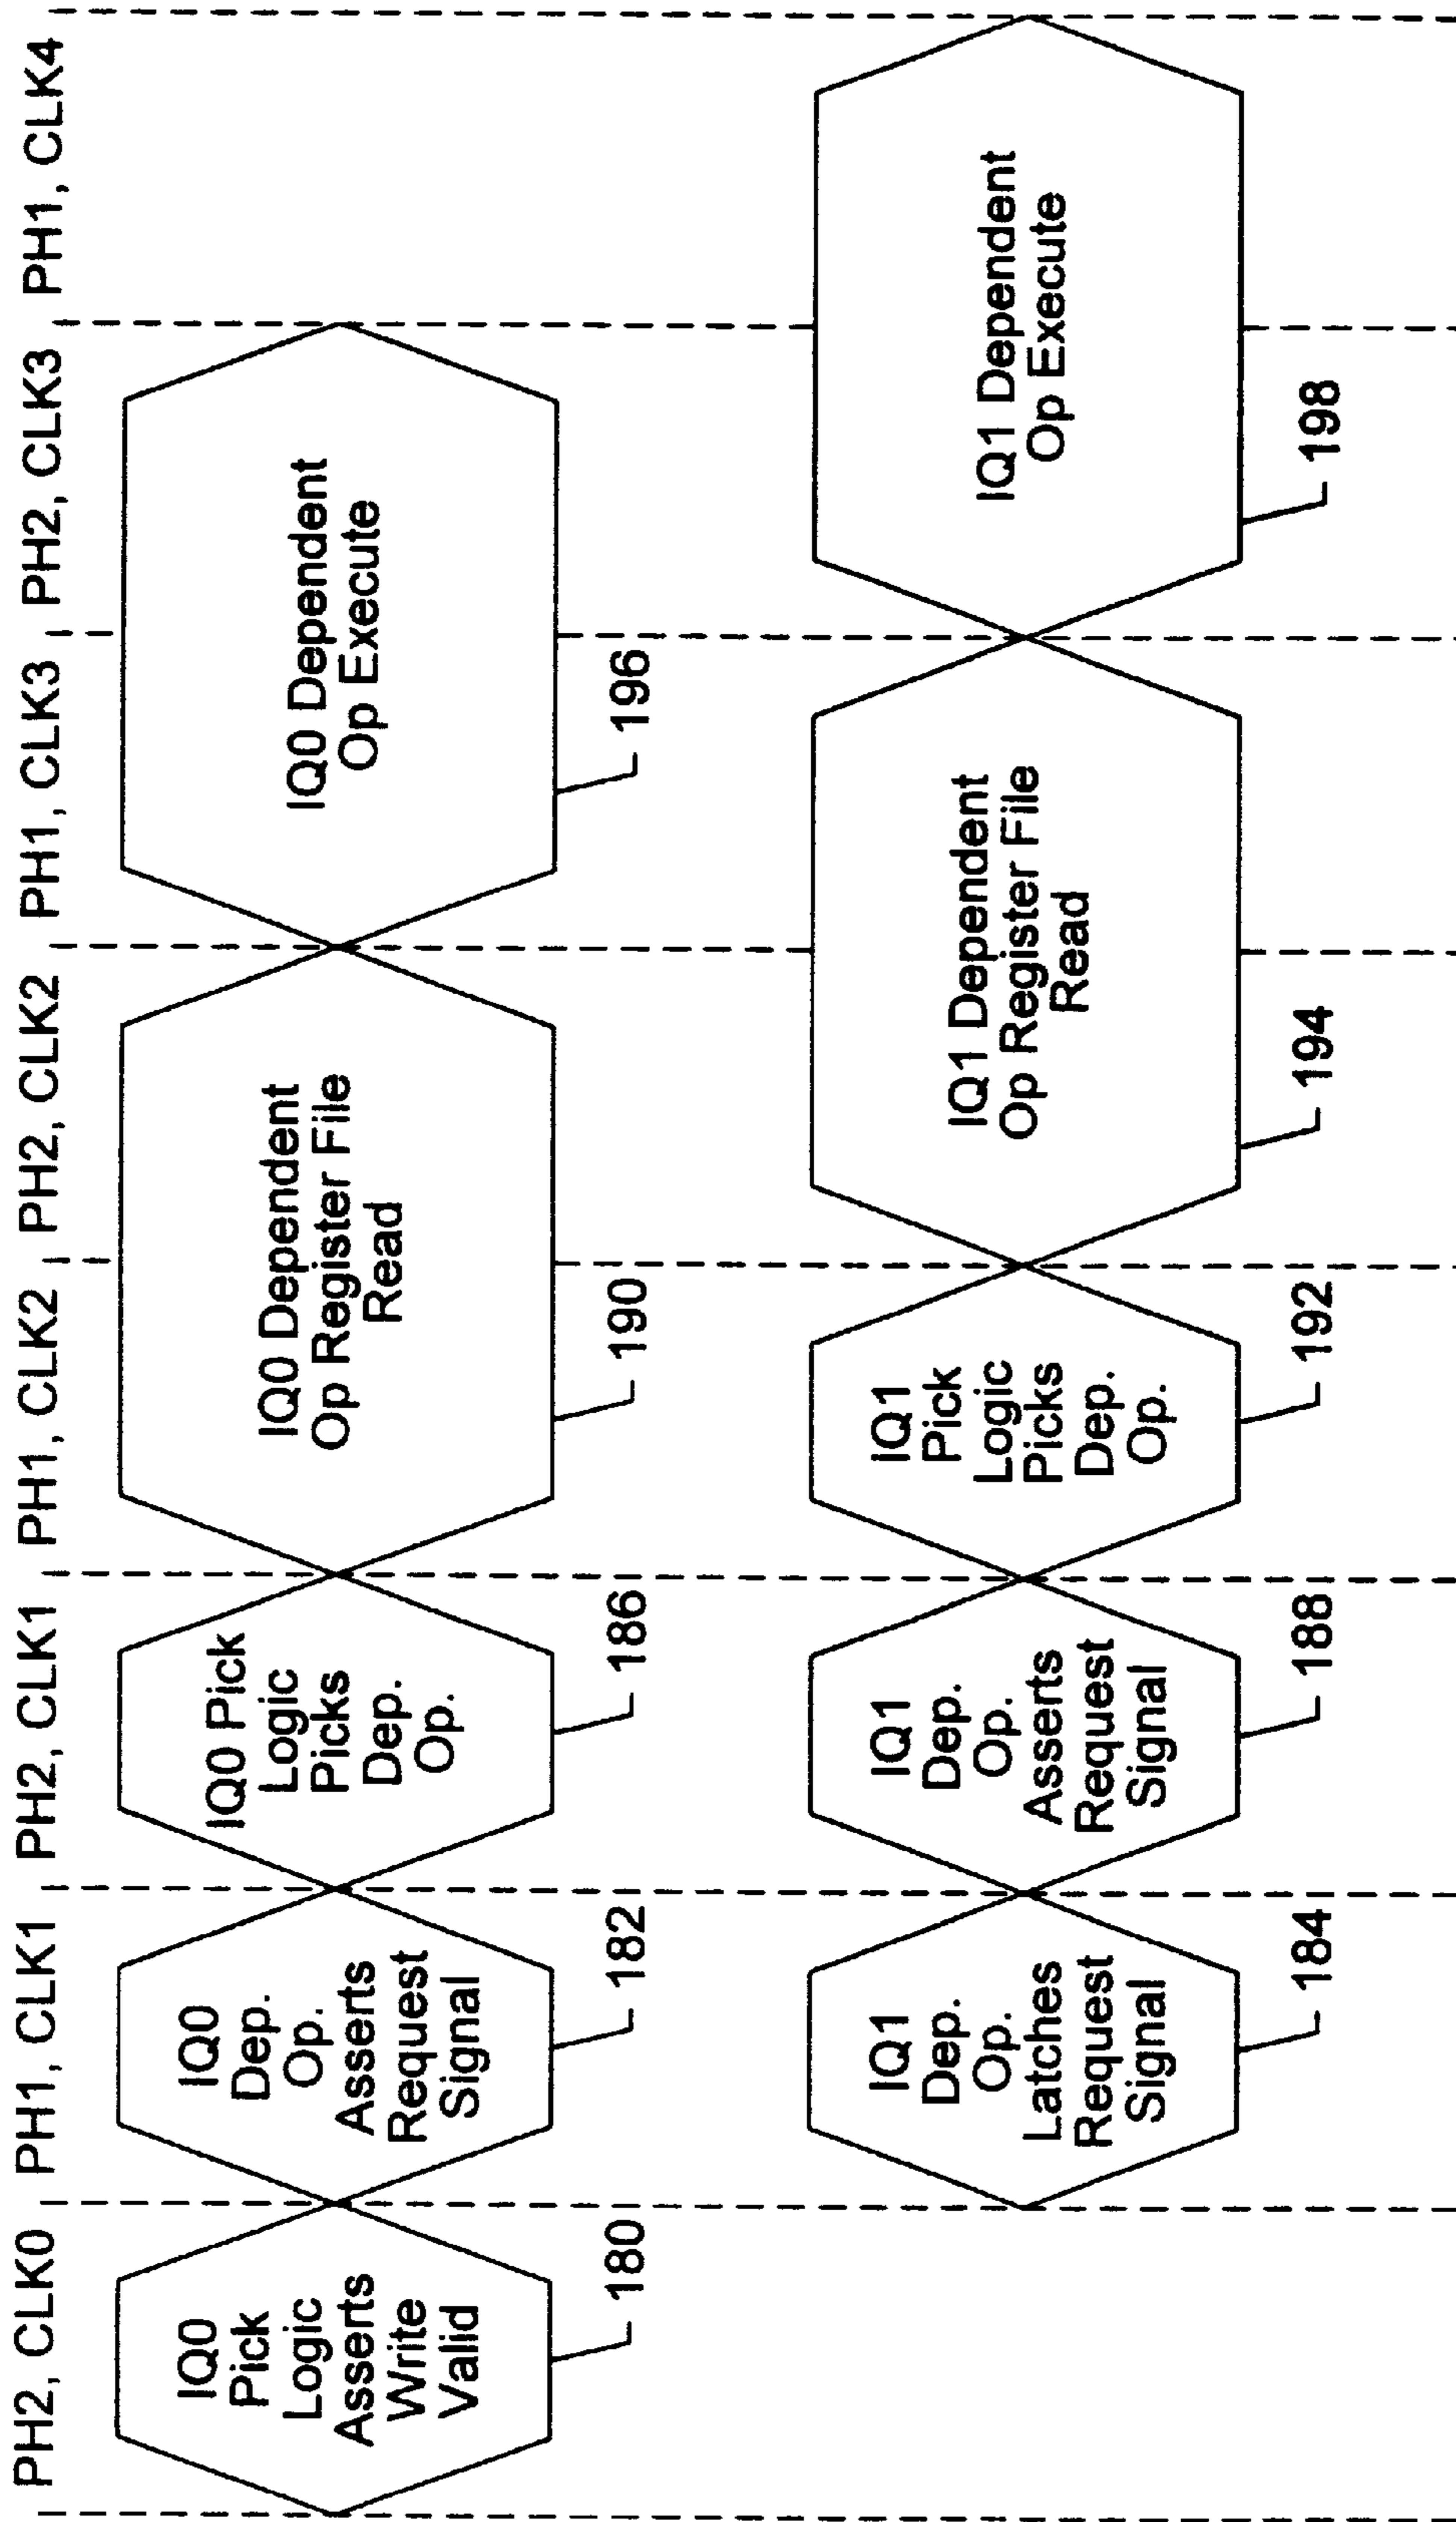 PH2, CLK0
PH1, CLK1
PH2, CLK1
PH1, CLK2
PH2, CLK2
PH1, CLK3
PH2, CLK3
PH1, CLK4
IQ0
Pick
Logic
Asserts
Write
Valid
180
IQ0
Dep.
Op.
Asserts
Request
Signal
182
IQ0 Pick
Logic
Picks
Dep.
Op.
186
IQ0 Dependent
Op Register File
Read
190
IQ0 Dependent
Op Execute
196
IQ1
Dep.
Op.
Latches
Request
Signal
184
IQ1
Dep.
Op.
Asserts
Request
Signal
188
IQ1
Pick
Logic
Picks
Dep.
Op.
192
IQ1 Dependent
Op Register File
Read
194
IQ1 Dependent
Op Execute
198